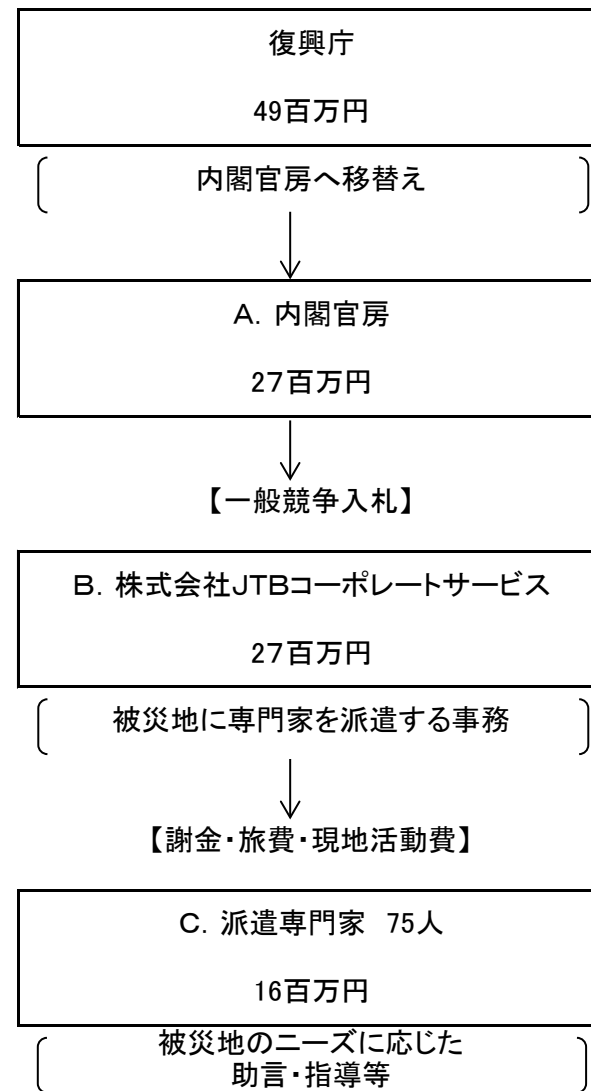 復興庁
49百万円
内閣官房へ移替え
A．内閣官房
27百万円
【一般競争入札】
B．株式会社JTBコーポレートサービス
27百万円
被災地に専門家を派遣する事務
【謝金・旅費・現地活動費】
C．派遣専門家　75人
16百万円
被災地のニーズに応じた
助言・指導等